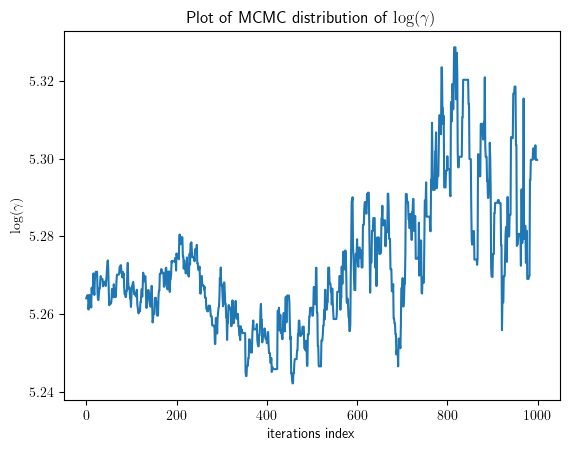 Plot of MCMC distribution of log(γ)
5.32
5.30
5.28
5.26
5.24
log(γ)
0 200 400 600 800 1000
iterations index